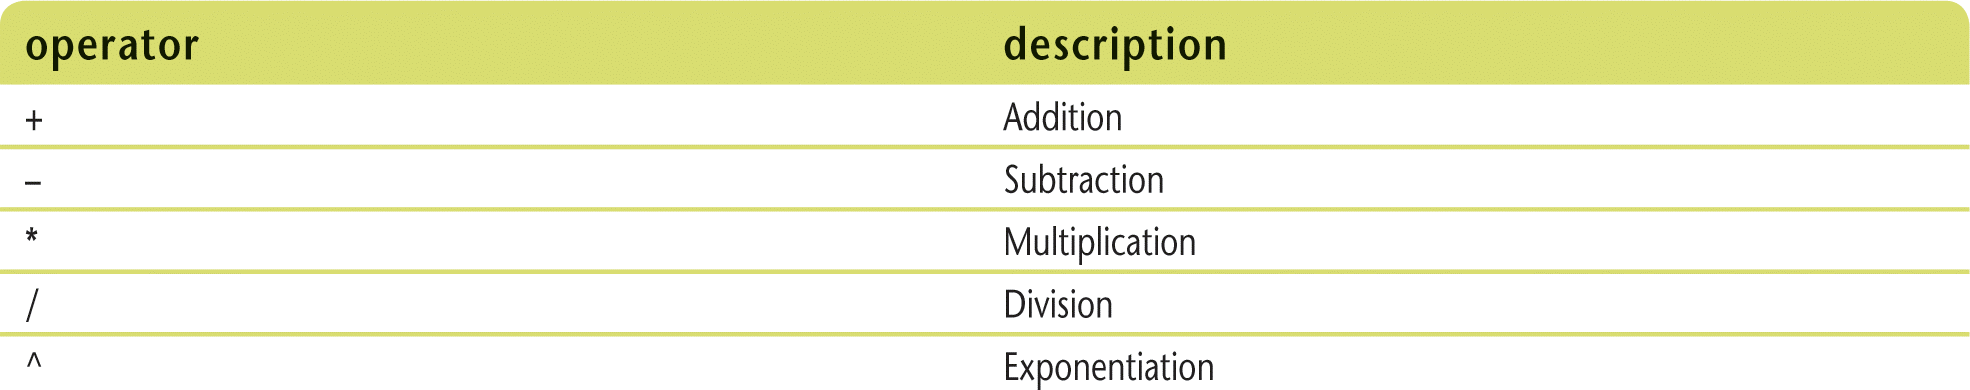 operator description
+ Addition
– Subtraction
* Multiplication
/ Division
^ Exponentiation